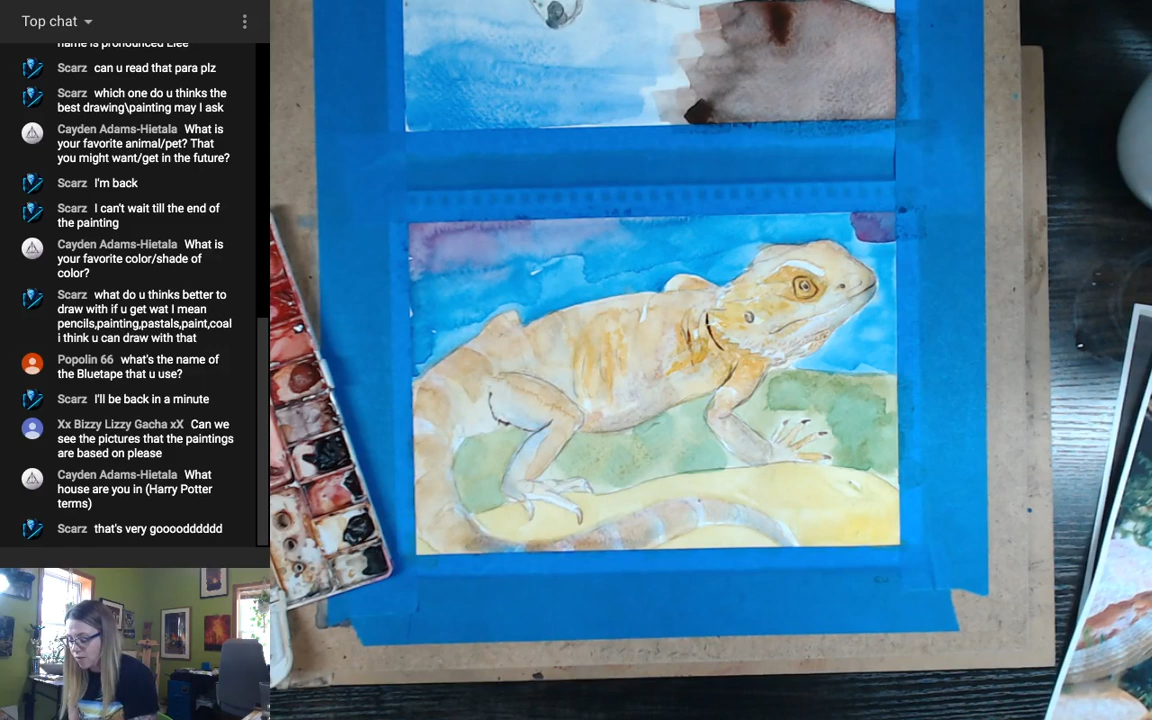 Top chat
name is pronounced Elee
Scarz can u read that para plz
Scarz which one do u thinks the
best drawing\painting may I ask
Cayden Adams-Hietala What is
your favorite animal/pet? That
you might want/get in the future?
Scarz I'm back
Scarz I can't wait till the end of
the painting
Cayden Adams-Hietala What is
your favorite color/shade of
color?
Scarz what do u thinks better to
draw with if u get wat I mean
pencils,painting,pastals,paint,coal
i think u can draw with that
Popolin 66 what's the name of
the Bluetape that u use?
Scarz I'll be back in a minute
Xx Bizzy Lizzy Gacha xX Can we
see the pictures that the paintings
are based on please
Cayden Adams-Hietala What
house are you in (Harry Potter
terms)
Scarz that's very goooodddddd